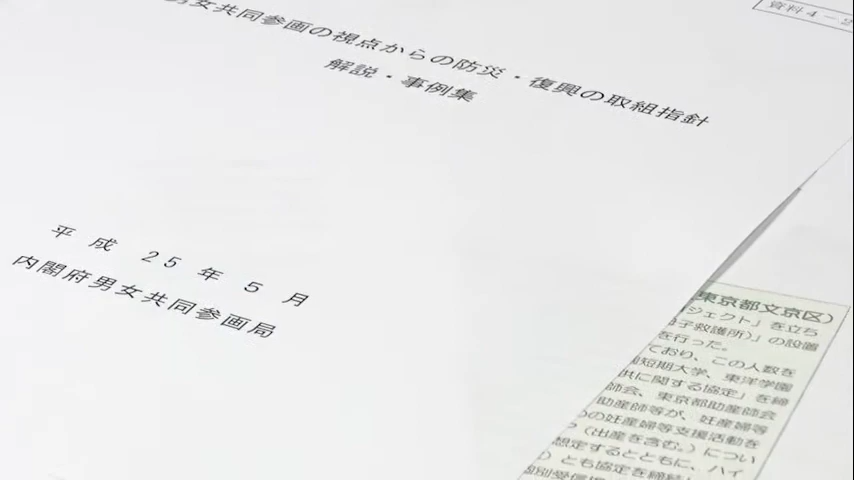 資料4-2
男女共同参画の視点からの防災・復興の取組指針
解説・事例集
平成 25年 5月
内閣府男女共同参画局
東京都文京区)
ジェクト」を立ち
子救護所)」の設置
を行った。
ており、この人数を
短期大学、東洋学園
供に関する協定」を締
師会、東京都助産師会
助産師等が、妊産婦等
の妊産婦等支援活動を
(出産を含む。)につい
想定するとともに、ハイ
)とも協定を締結